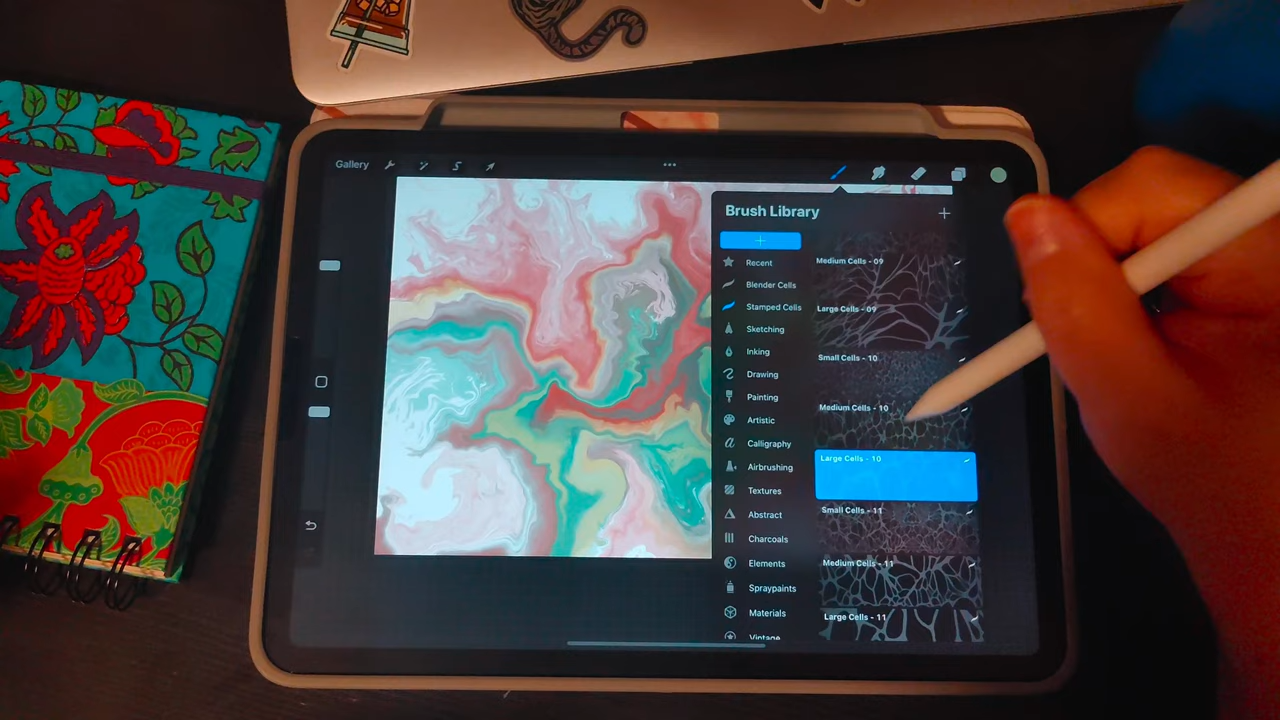 Gallery
Brush Library
Recent
Blender Cells
Stamped Cells
Sketching
Inking
Drawing
Painting
Artistic
Calligraphy
Airbrushing
Textures
Abstract
Charcoals
Elements
Spraypaints
Materials
Vintage
Medium Cells - 09
Large Cells - 09
Small Cells - 10
Medium Cells - 10
Large Cells - 10
Small Cells - 11
Medium Cells - 11
Large Cells - 11